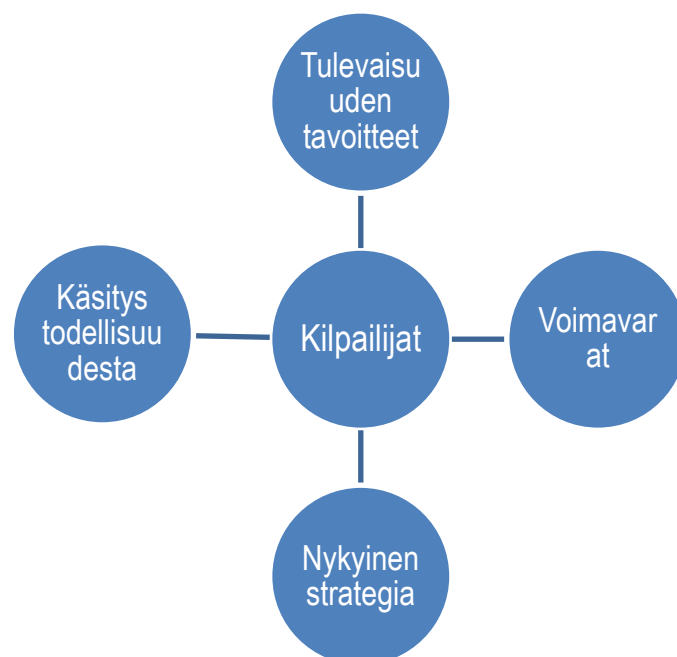 Tulevaisu
uden
tavoitteet
Käsitys
todellisuu
desta
Kilpailijat
Voimavar
at
Nykyinen
strategia